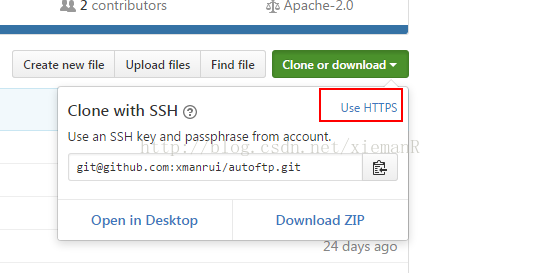 2 contributors
Apache-2.0
Create new file
Upload files
Find file
Clone or download
Clone with SSH
Use HTTPS
Use an SSH key and passphrase from account.
http://blog.csdn.net/xiemanR
git@github.com:xmanrui/autoftp.git
Open in Desktop
Download ZIP
24 days ago